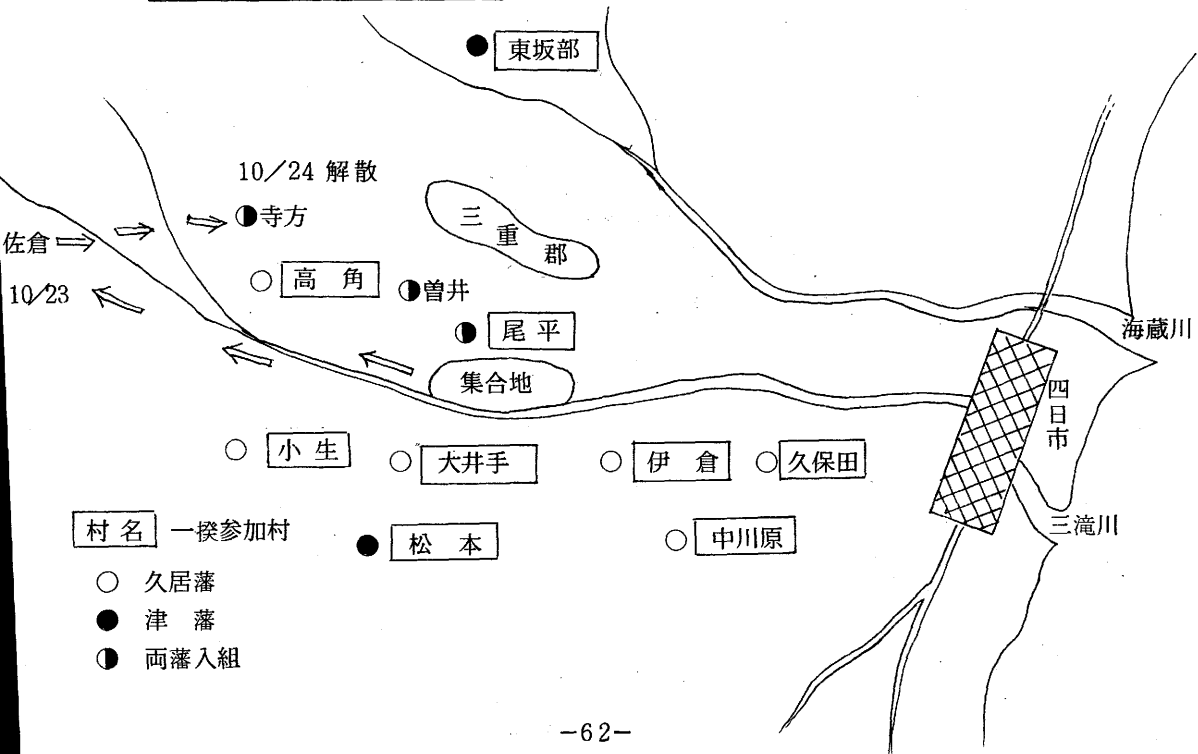 東坂部
10/24 解散
寺方
三重郡
佐倉
高角
曽井
10/23
尾平
海蔵川
集合地
四日市
小生
大井手
伊倉
久保田
村名 一揆参加村
松本
中川原
三滝川
○ 久居藩
● 津藩
◑ 両藩入組
-62-